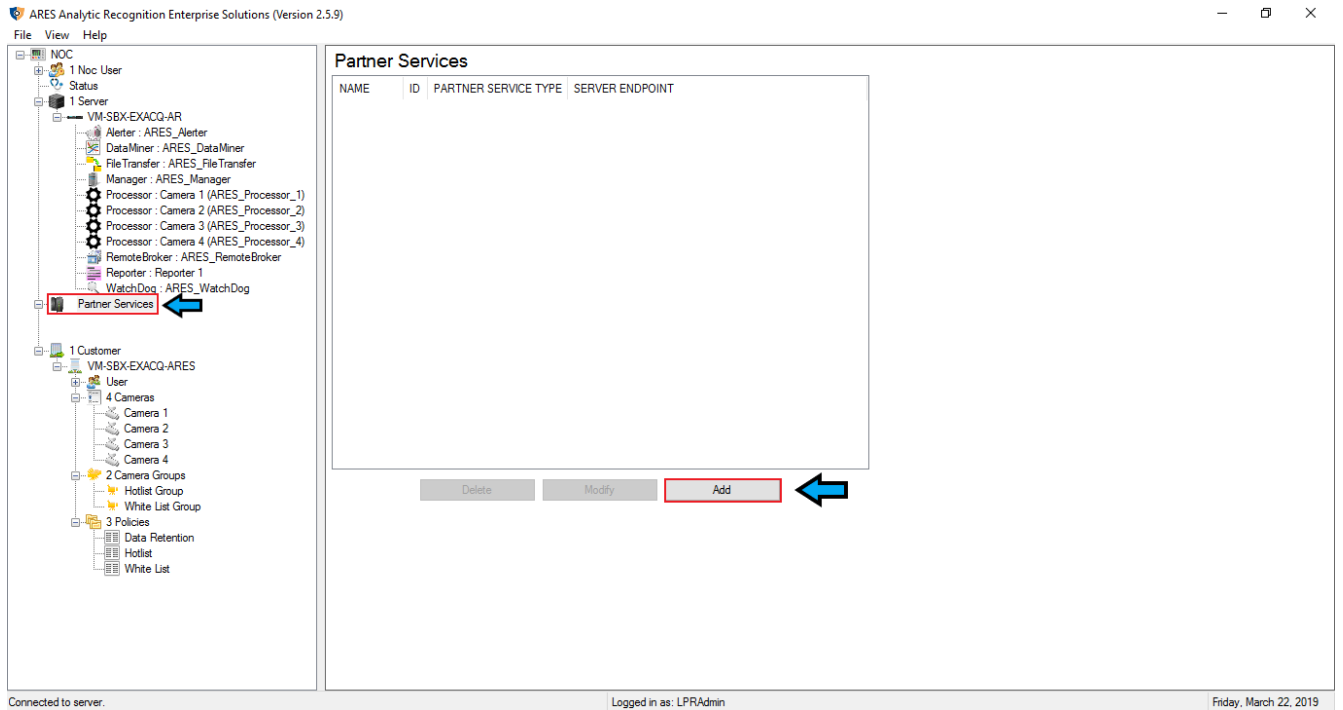 ARES Analytic Recognition Enterprise Solutions (Version 2.5.9)
File View Help
NOC
1 Noc User
Status
1 Server
VM-SBX-EXACQ-AR
Alerter : ARES_Alerter
DataMiner : ARES_DataMiner
FileTransfer : ARES_FileTransfer
Manager : ARES_Manager
Processor : Camera 1 (ARES_Processor_1)
Processor : Camera 2 (ARES_Processor_2)
Processor : Camera 3 (ARES_Processor_3)
Processor : Camera 4 (ARES_Processor_4)
RemoteBroker : ARES_RemoteBroker
Reporter : Reporter 1
WatchDog : ARES_WatchDog
Partner Services
1 Customer
VM-SBX-EXACQ-ARES
User
4 Cameras
Camera 1
Camera 2
Camera 3
Camera 4
2 Camera Groups
Hotlist Group
White List Group
3 Policies
Data Retention
Hotlist
White List
Partner Services
NAME ID PARTNER SERVICE TYPE SERVER ENDPOINT
Delete Modify Add
Connected to server. Logged in as: LPRAdmin Friday, March 22, 2019